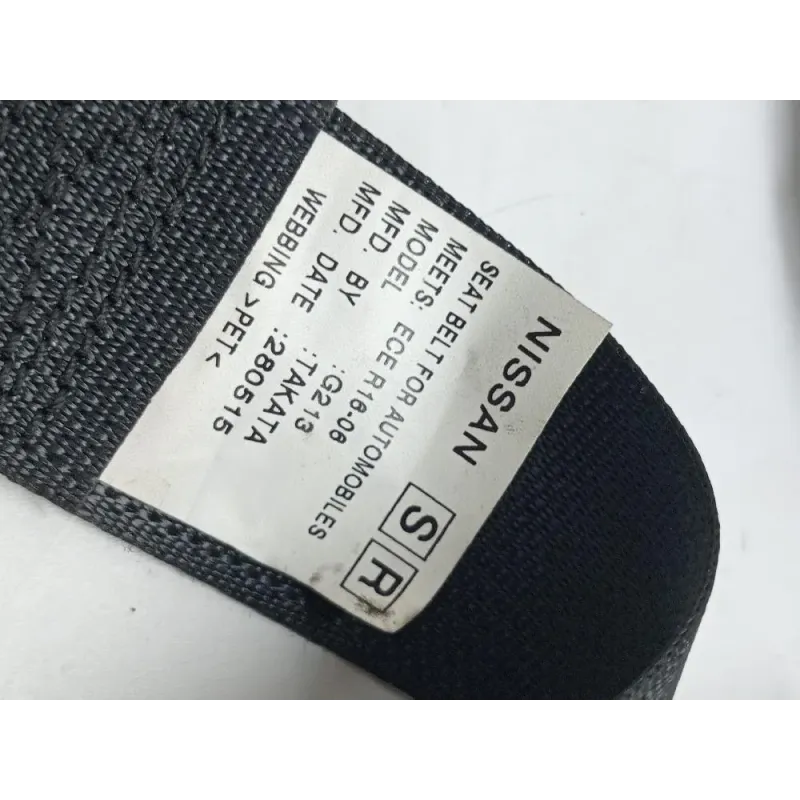 NISSAN S R
SEAT BELT FOR AUTOMOBILES
MEETS: ECE R16-06
MODEL :G213
MFD. BY :TAKATA
MFD. DATE :280515
WEBBING >PET<